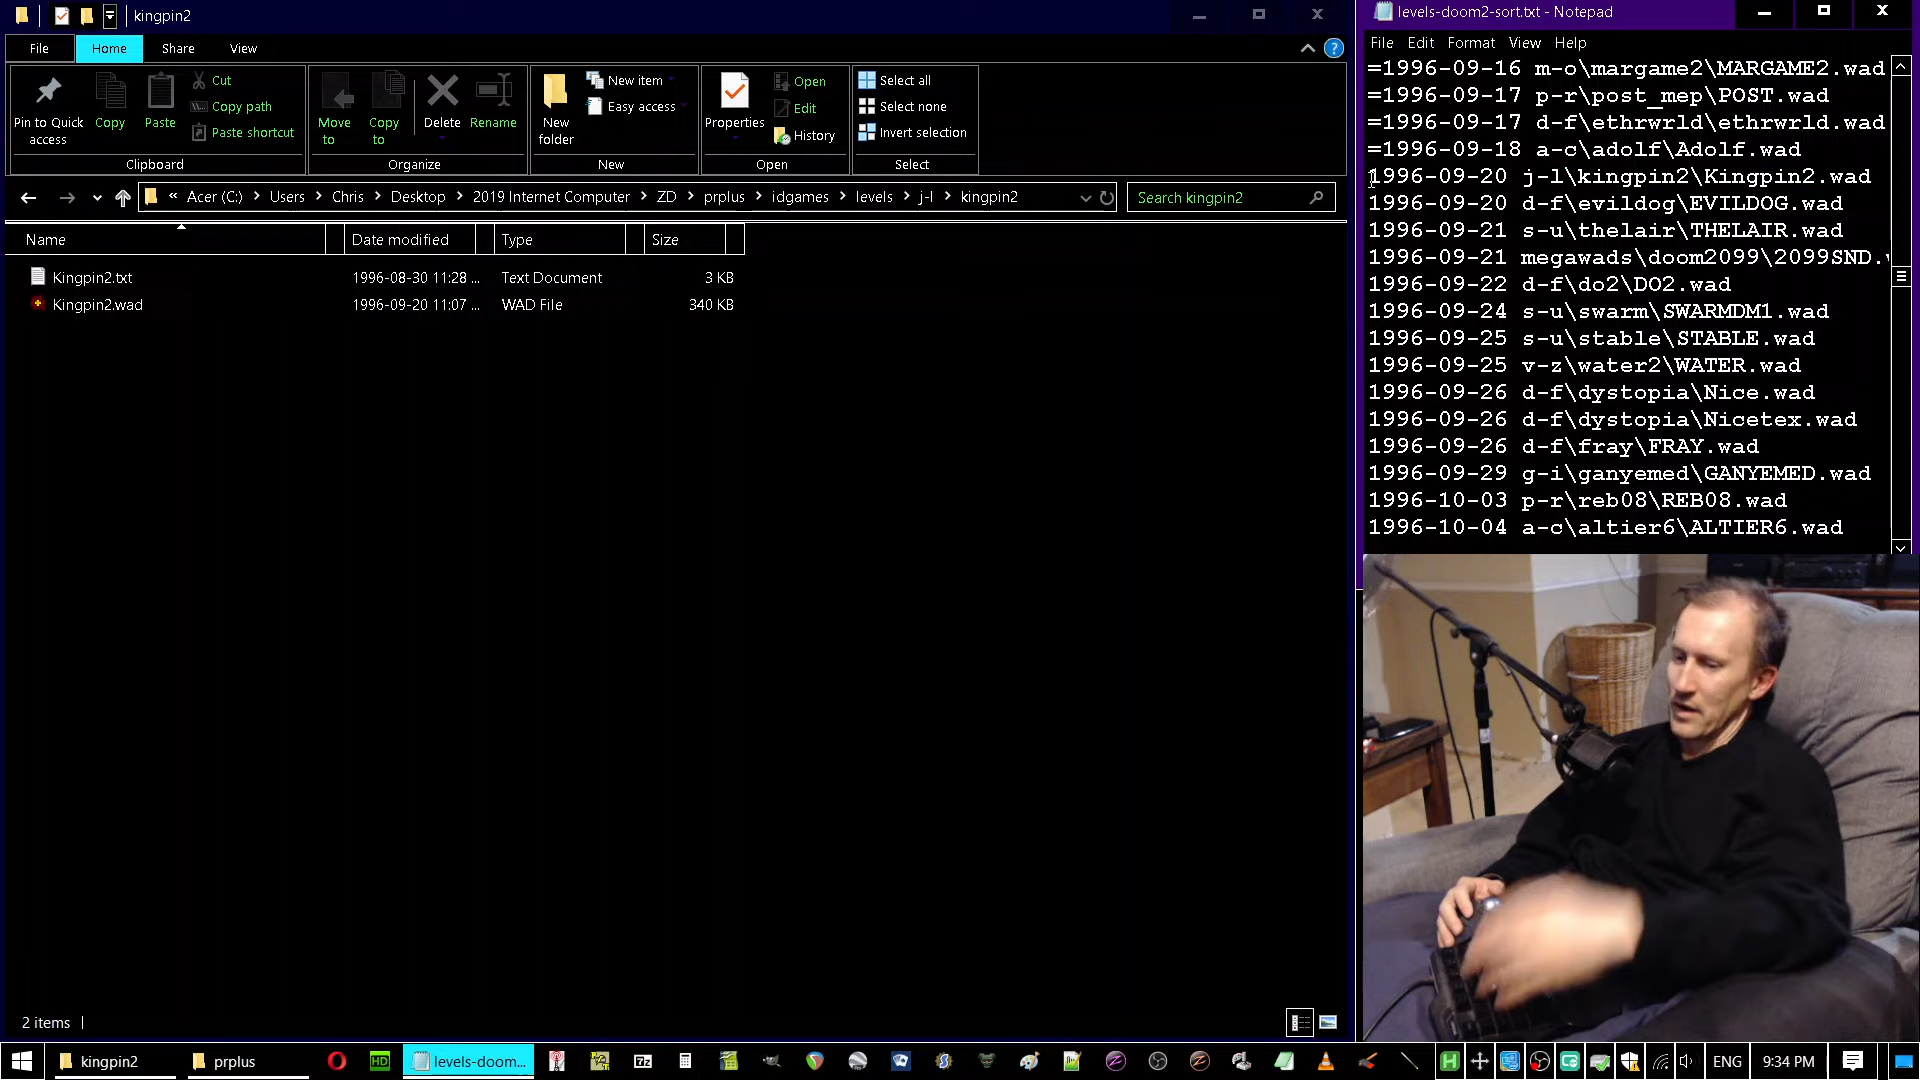 kingpin2
File Home Share View
Pin to Quick access
Copy
Paste
Cut
Copy path
Paste shortcut
Clipboard
Move to
Copy to
Delete
Rename
Organize
New folder
New item
Easy access
New
Properties
Open
Edit
History
Open
Select all
Select none
Invert selection
Select
« Acer (C:) > Users > Chris > Desktop > 2019 Internet Computer > ZD > prplus > idgames > levels > j-l > kingpin2
Search kingpin2
Name Date modified Type Size
Kingpin2.txt 1996-08-30 11:28 ... Text Document 3 KB
Kingpin2.wad 1996-09-20 11:07 ... WAD File 340 KB
2 items
levels-doom2-sort.txt - Notepad
File Edit Format View Help
=1996-09-16 m-o\margame2\MARGAME2.wad
=1996-09-17 p-r\post_mep\POST.wad
=1996-09-17 d-f\ethrwrld\ethrwrld.wad
=1996-09-18 a-c\adolf\Adolf.wad
1996-09-20 j-l\kingpin2\Kingpin2.wad
1996-09-20 d-f\evildog\EVILDOG.wad
1996-09-21 s-u\thelair\THELAIR.wad
1996-09-21 megawads\doom2099\2099SND.
1996-09-22 d-f\do2\DO2.wad
1996-09-24 s-u\swarm\SWARMDM1.wad
1996-09-25 s-u\stable\STABLE.wad
1996-09-25 v-z\water2\WATER.wad
1996-09-26 d-f\dystopia\Nice.wad
1996-09-26 d-f\dystopia\Nicetex.wad
1996-09-26 d-f\fray\FRAY.wad
1996-09-29 g-i\ganyemed\GANYEMED.wad
1996-10-03 p-r\reb08\REB08.wad
1996-10-04 a-c\altier6\ALTIER6.wad
kingpin2 prplus HD levels-doom... 7z ENG 9:34 PM